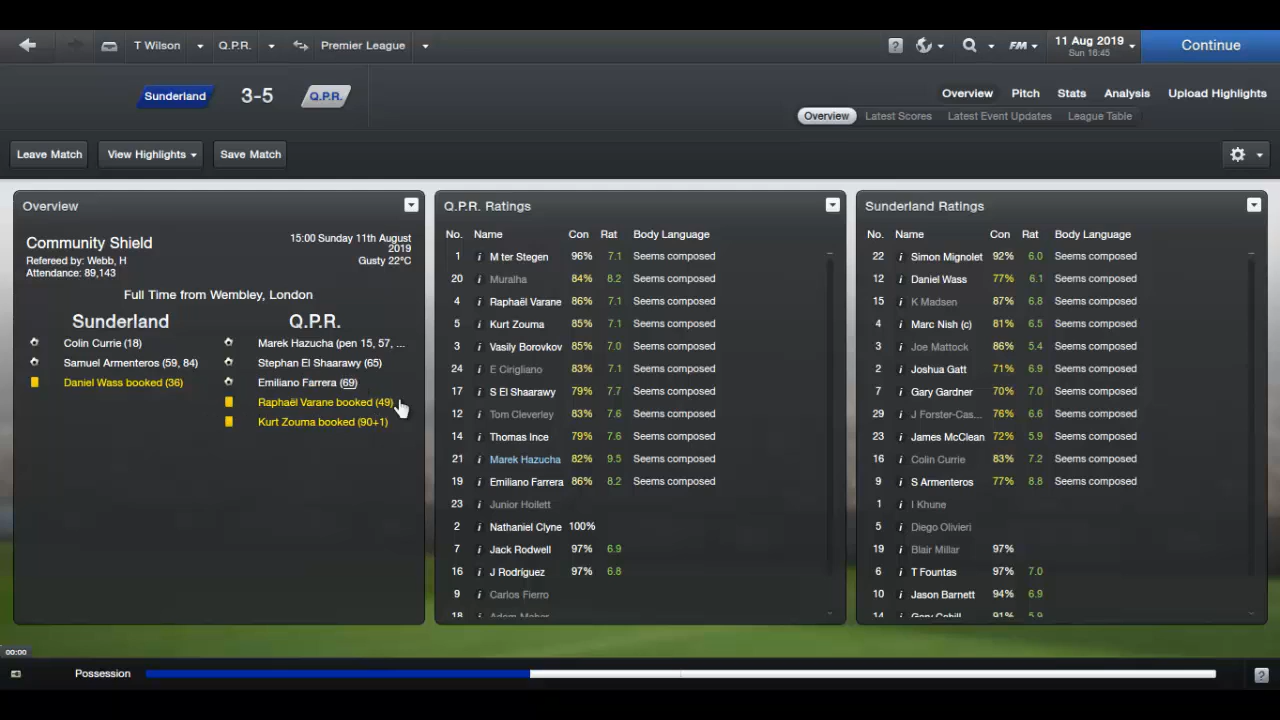 T Wilson Q.P.R. Premier League FM 11 Aug 2019 Continue
Sun 16:45
Sunderland 3-5 Q.P.R.
Overview Pitch Stats Analysis Upload Highlights
Overview Latest Scores Latest Event Updates League Table
Leave Match View Highlights Save Match
Overview
Community Shield
Refereed by: Webb, H
Attendance: 89,143
15:00 Sunday 11th August
2019
Gusty 22°C
Full Time from Wembley, London
Sunderland
Colin Currie (18)
Samuel Armenteros (59, 84)
Daniel Wass booked (36)
Q.P.R.
Marek Hazucha (pen 15, 57, ...
Stephan El Shaarawy (65)
Emiliano Farrera (69)
Raphaël Varane booked (49)
Kurt Zouma booked (90+1)
Q.P.R. Ratings
No. Name Con Rat Body Language
1 i M ter Stegen 96% 7.1 Seems composed
20 i Muralha 84% 8.2 Seems composed
4 i Raphaël Varane 86% 7.1 Seems composed
5 i Kurt Zouma 85% 7.1 Seems composed
3 i Vasily Borovkov 85% 7.0 Seems composed
24 i E Cirigliano 83% 7.1 Seems composed
17 i S El Shaarawy 79% 7.7 Seems composed
12 i Tom Cleverley 83% 7.6 Seems composed
14 i Thomas Ince 79% 7.6 Seems composed
21 i Marek Hazucha 82% 9.5 Seems composed
19 i Emiliano Farrera 86% 8.2 Seems composed
23 i Junior Hoilett
2 i Nathaniel Clyne 100%
7 i Jack Rodwell 97% 6.9
16 i J Rodríguez 97% 6.8
9 i Carlos Fierro
18 i Adam Maher
Sunderland Ratings
No. Name Con Rat Body Language
22 i Simon Mignolet 92% 6.0 Seems composed
12 i Daniel Wass 77% 6.1 Seems composed
15 i K Madsen 87% 6.8 Seems composed
4 i Marc Nish (c) 81% 6.5 Seems composed
3 i Joe Mattock 86% 5.4 Seems composed
2 i Joshua Gatt 71% 6.9 Seems composed
7 i Gary Gardner 70% 7.0 Seems composed
29 i J Forster-Cas... 76% 6.6 Seems composed
23 i James McClean 72% 5.9 Seems composed
16 i Colin Currie 83% 7.2 Seems composed
9 i S Armenteros 77% 8.8 Seems composed
1 i I Khune
5 i Diego Olivieri
19 i Blair Millar 97%
6 i T Fountas 97% 7.0
10 i Jason Barnett 94% 6.9
14 i Gary Cahill 91% 5.9
00:00
Possession